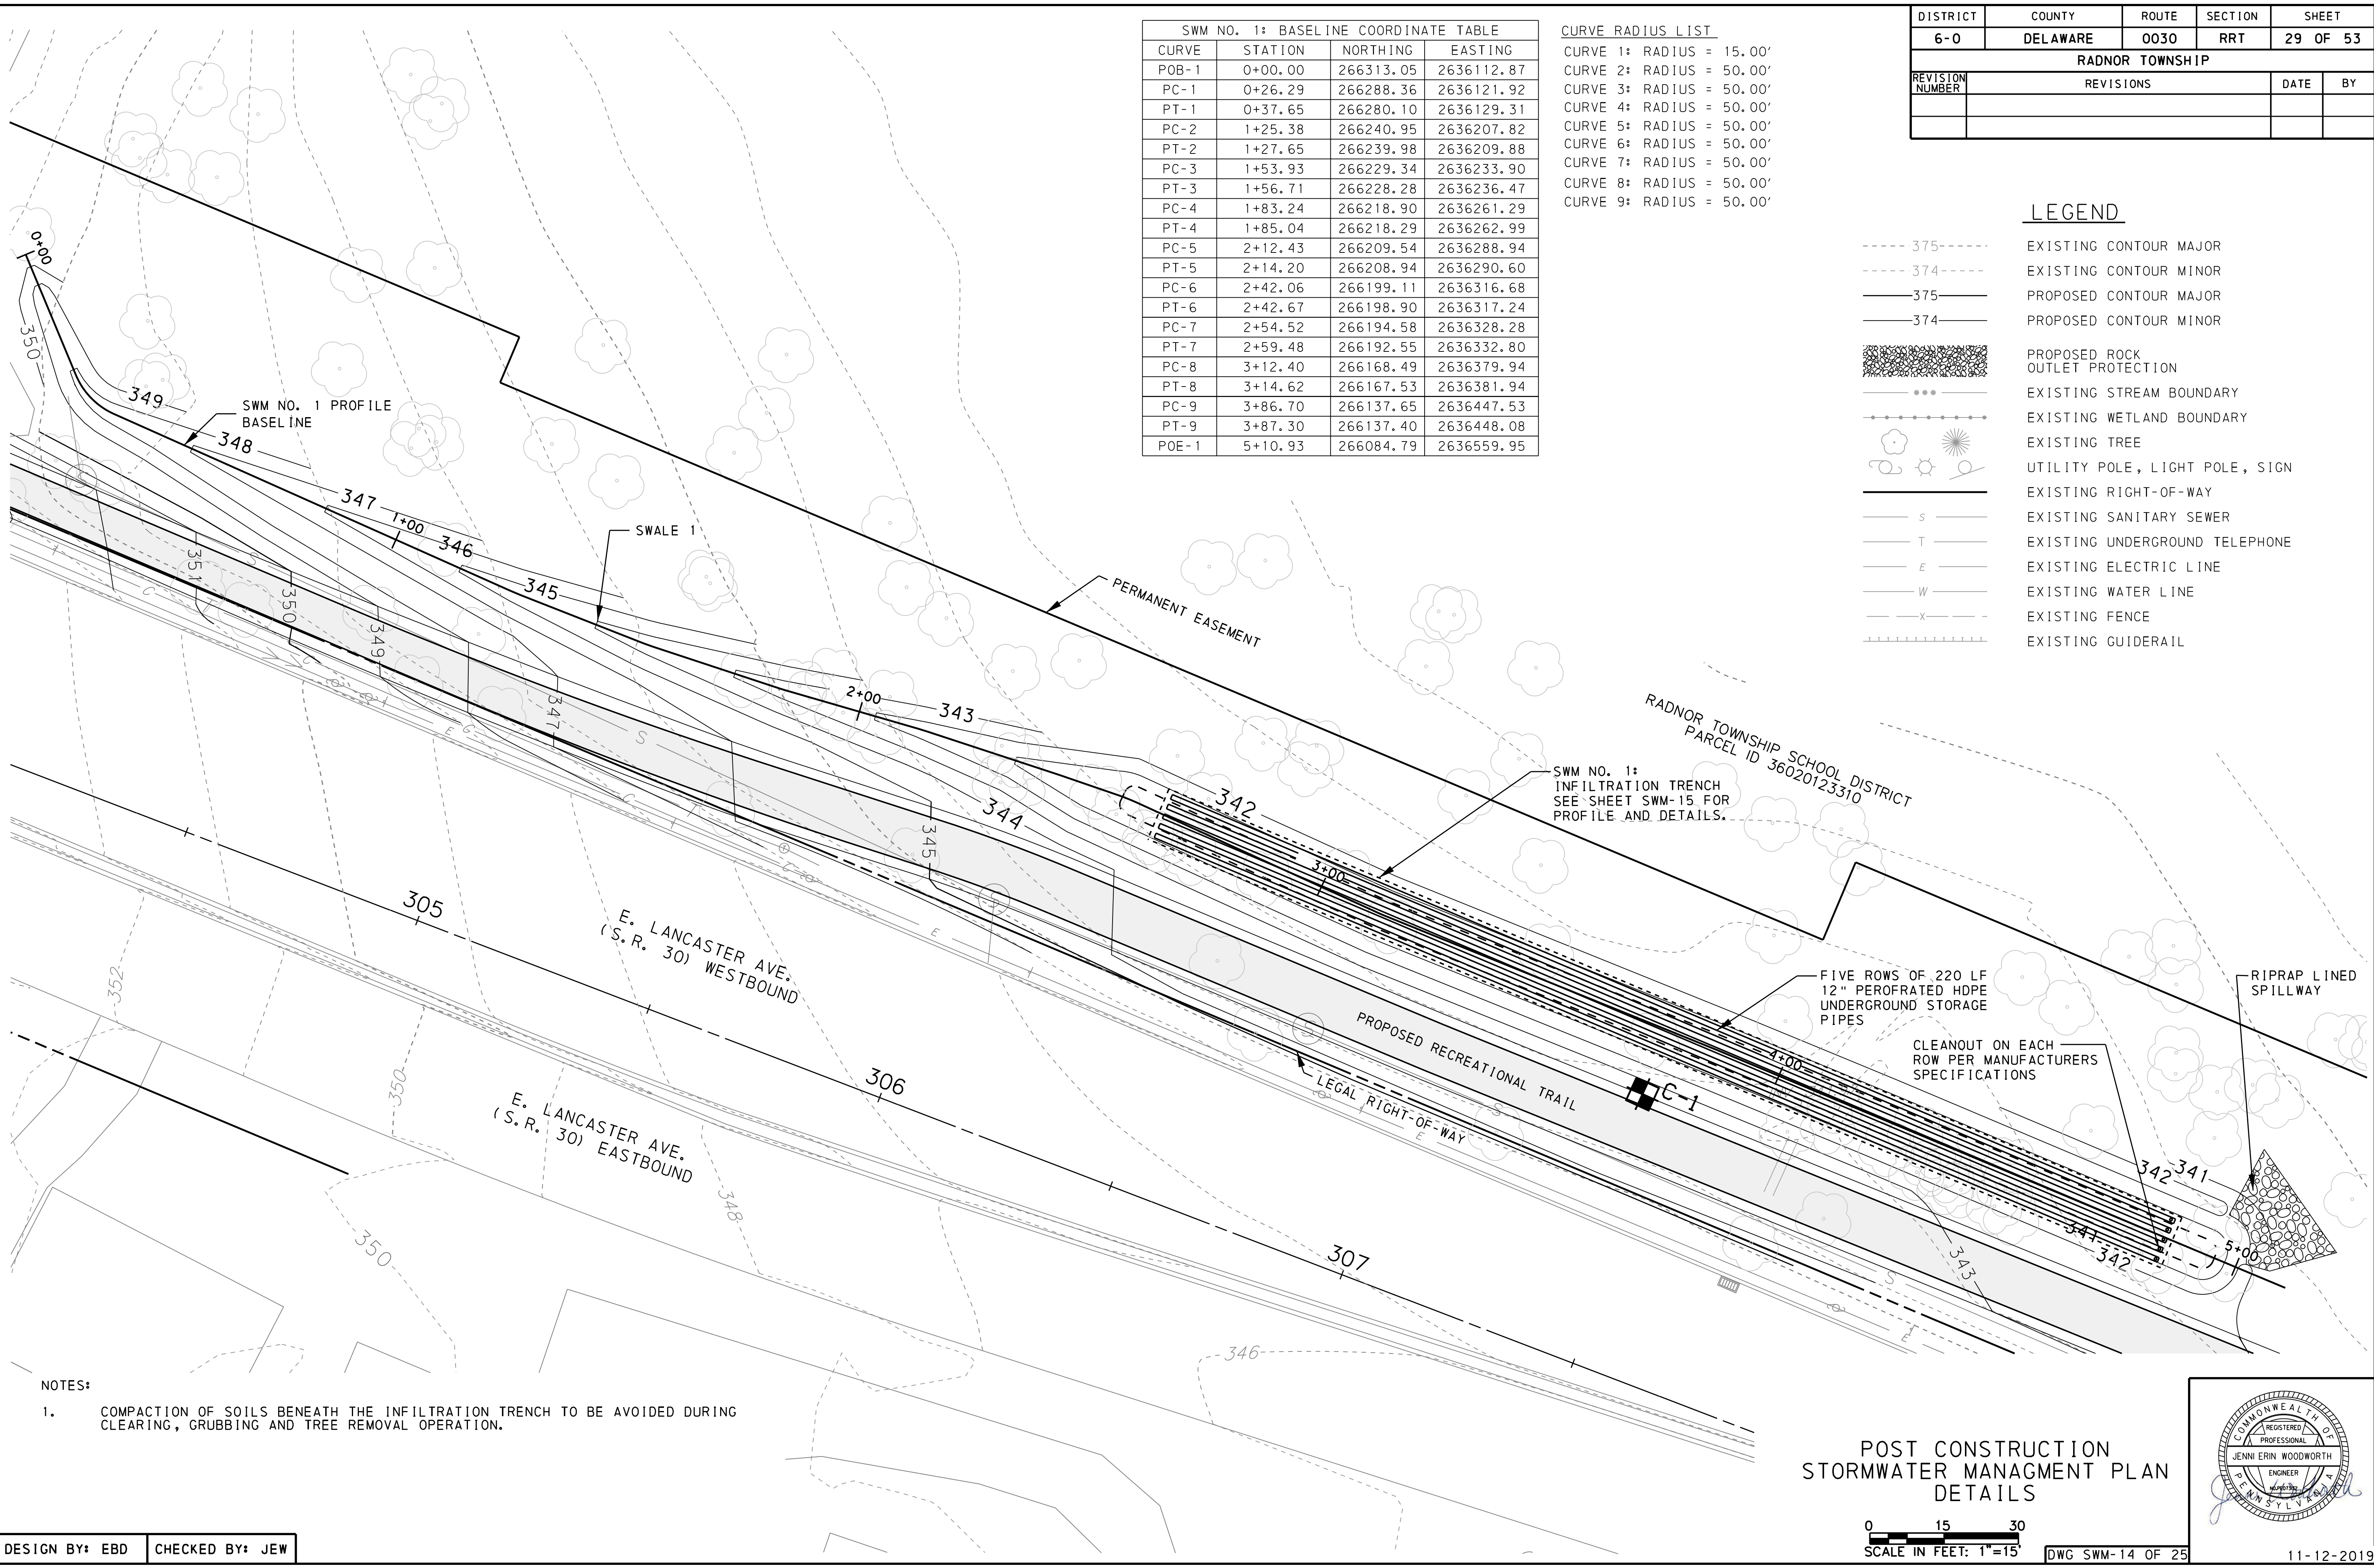 SWM NO. 1: BASELINE COORDINATE TABLE
CURVE STATION NORTHING EASTING
POB-1 0+00.00 266313.05 2636112.87
PC-1 0+26.29 266288.36 2636121.92
PT-1 0+37.65 266280.10 2636129.31
PC-2 1+25.38 266240.95 2636207.82
PT-2 1+27.65 266239.98 2636209.88
PC-3 1+53.93 266229.34 2636233.90
PT-3 1+56.71 266228.28 2636236.47
PC-4 1+83.24 266218.90 2636261.29
PT-4 1+85.04 266218.29 2636262.99
PC-5 2+12.43 266209.54 2636288.94
PT-5 2+14.20 266208.94 2636290.60
PC-6 2+42.06 266199.11 2636316.68
PT-6 2+42.67 266198.90 2636317.24
PC-7 2+54.52 266194.58 2636328.28
PT-7 2+59.48 266192.55 2636332.80
PC-8 3+12.40 266168.49 2636379.94
PT-8 3+14.62 266167.53 2636381.94
PC-9 3+86.70 266137.65 2636447.53
PT-9 3+87.30 266137.40 2636448.08
POE-1 5+10.93 266084.79 2636559.95
CURVE RADIUS LIST
CURVE 1: RADIUS = 15.00'
CURVE 2: RADIUS = 50.00'
CURVE 3: RADIUS = 50.00'
CURVE 4: RADIUS = 50.00'
CURVE 5: RADIUS = 50.00'
CURVE 6: RADIUS = 50.00'
CURVE 7: RADIUS = 50.00'
CURVE 8: RADIUS = 50.00'
CURVE 9: RADIUS = 50.00'
DISTRICT COUNTY ROUTE SECTION SHEET
6-0 DELAWARE 0030 RRT 29 OF 53
RADNOR TOWNSHIP
REVISION NUMBER REVISIONS DATE BY
LEGEND
375 EXISTING CONTOUR MAJOR
374 EXISTING CONTOUR MINOR
375 PROPOSED CONTOUR MAJOR
374 PROPOSED CONTOUR MINOR
PROPOSED ROCK
OUTLET PROTECTION
EXISTING STREAM BOUNDARY
EXISTING WETLAND BOUNDARY
EXISTING TREE
UTILITY POLE, LIGHT POLE, SIGN
EXISTING RIGHT-OF-WAY
S EXISTING SANITARY SEWER
T EXISTING UNDERGROUND TELEPHONE
E EXISTING ELECTRIC LINE
W EXISTING WATER LINE
X EXISTING FENCE
EXISTING GUIDERAIL
0+00
350
349
SWM NO. 1 PROFILE
BASELINE
348
347
1+00
346
SWALE 1
345
351
350
349
347
2+00
343
PERMANENT EASEMENT
RADNOR TOWNSHIP SCHOOL DISTRICT
PARCEL ID 36020123310
344
345
342
SWM NO. 1:
INFILTRATION TRENCH
SEE SHEET SWM-15 FOR
PROFILE AND DETAILS.
3+00
305
E. LANCASTER AVE.
(S.R. 30) WESTBOUND
352
FIVE ROWS OF 220 LF
12" PEROFRATED HDPE
UNDERGROUND STORAGE
PIPES
RIPRAP LINED
SPILLWAY
CLEANOUT ON EACH
ROW PER MANUFACTURERS
SPECIFICATIONS
4+00
PROPOSED RECREATIONAL TRAIL
C-1
306
LEGAL RIGHT-OF-WAY
350
E. LANCASTER AVE.
(S.R. 30) EASTBOUND
348
350
307
342
341
341
342
5+00
343
346
NOTES:
1. COMPACTION OF SOILS BENEATH THE INFILTRATION TRENCH TO BE AVOIDED DURING
CLEARING, GRUBBING AND TREE REMOVAL OPERATION.
POST CONSTRUCTION
STORMWATER MANAGMENT PLAN
DETAILS
0 15 30
SCALE IN FEET: 1"=15'
DWG SWM-14 OF 25
COMMONWEALTH OF
REGISTERED
PROFESSIONAL
JENNI ERIN WOODWORTH
ENGINEER
PENNSYLVANIA
11-12-2019
DESIGN BY: EBD CHECKED BY: JEW